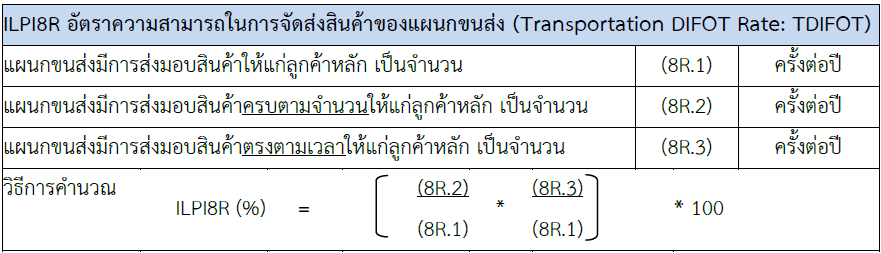 ILPI8R อัตราความสามารถในการจัดส่งสินค้าของแผนกขนส่ง (Transportation DIFOT Rate: TDIFOT)
แผนกขนส่งมีการส่งมอบสินค้าให้แก่ลูกค้าหลัก เป็นจำนวน (8R.1) ครั้งต่อปี
แผนกขนส่งมีการส่งมอบสินค้าครบตามจำนวนให้แก่ลูกค้าหลัก เป็นจำนวน (8R.2) ครั้งต่อปี
แผนกขนส่งมีการส่งมอบสินค้าตรงตามเวลาให้แก่ลูกค้าหลัก เป็นจำนวน (8R.3) ครั้งต่อปี
วิธีการคำนวณ
(8R.2) (8R.3)
ILPI8R (%) = * * 100
(8R.1) (8R.1)